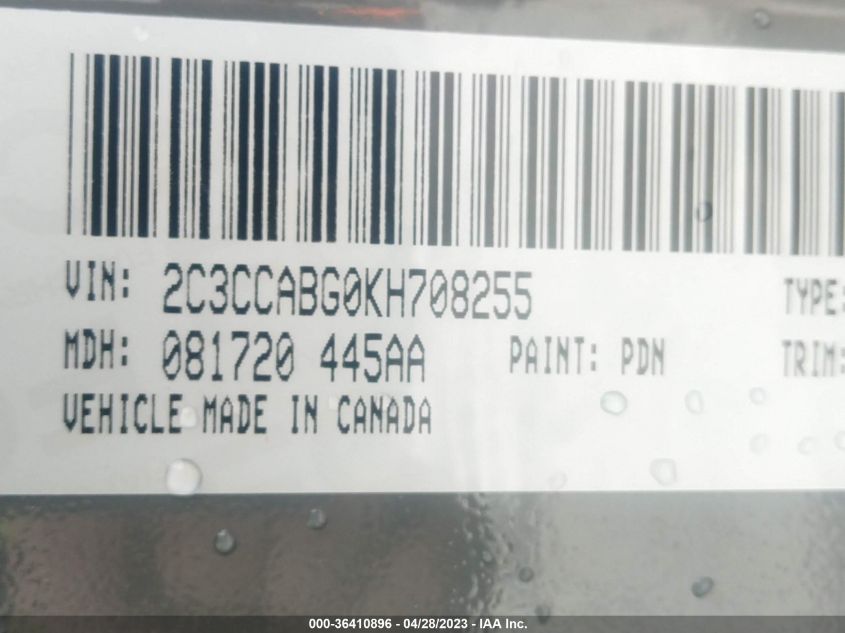 VIN: 2C3CCABG0KH708255 TYPE:
MDH: 081720 445AA PAINT: PDN TRIM:
VEHICLE MADE IN CANADA
000-36410896 - 04/28/2023 - IAA Inc.